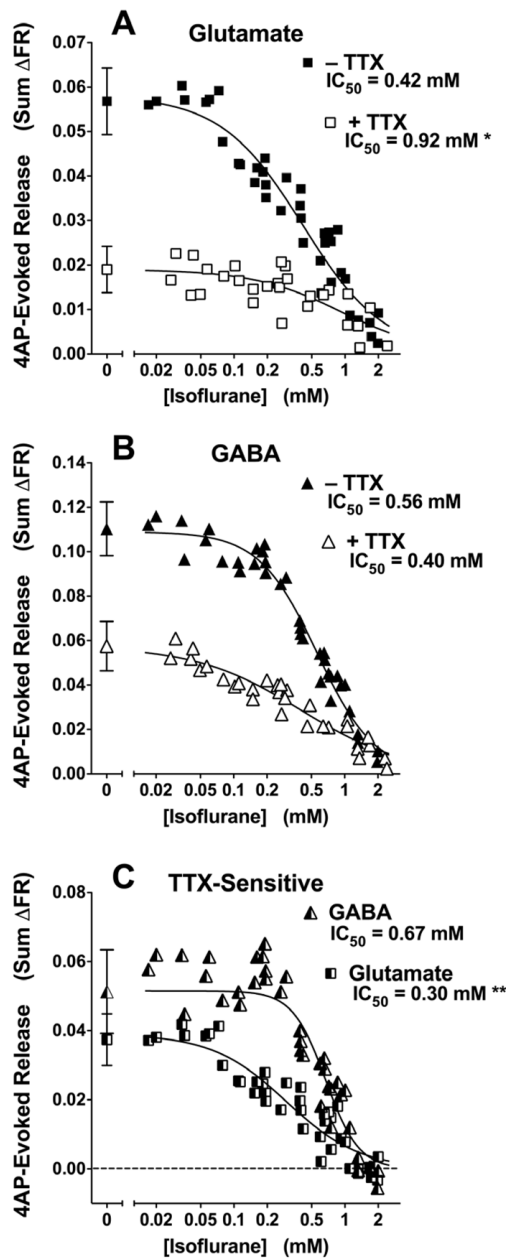 A
Glutamate
4AP-Evoked Release (Sum ΔFR)
0.07
0.06
0.05
0.04
0.03
0.02
0.01
0.00
– TTX
IC50 = 0.42 mM
+ TTX
IC50 = 0.92 mM *
0 0.02 0.05 0.1 0.2 0.5 1 2
[Isoflurane] (mM)
B
GABA
4AP-Evoked Release (Sum ΔFR)
0.14
0.12
0.10
0.08
0.06
0.04
0.02
0.00
– TTX
IC50 = 0.56 mM
+ TTX
IC50 = 0.40 mM
0 0.02 0.05 0.1 0.2 0.5 1 2
[Isoflurane] (mM)
C
TTX-Sensitive
4AP-Evoked Release (Sum ΔFR)
0.08
0.06
0.04
0.02
0.00
GABA
IC50 = 0.67 mM
Glutamate
IC50 = 0.30 mM **
0 0.02 0.05 0.1 0.2 0.5 1 2
[Isoflurane] (mM)